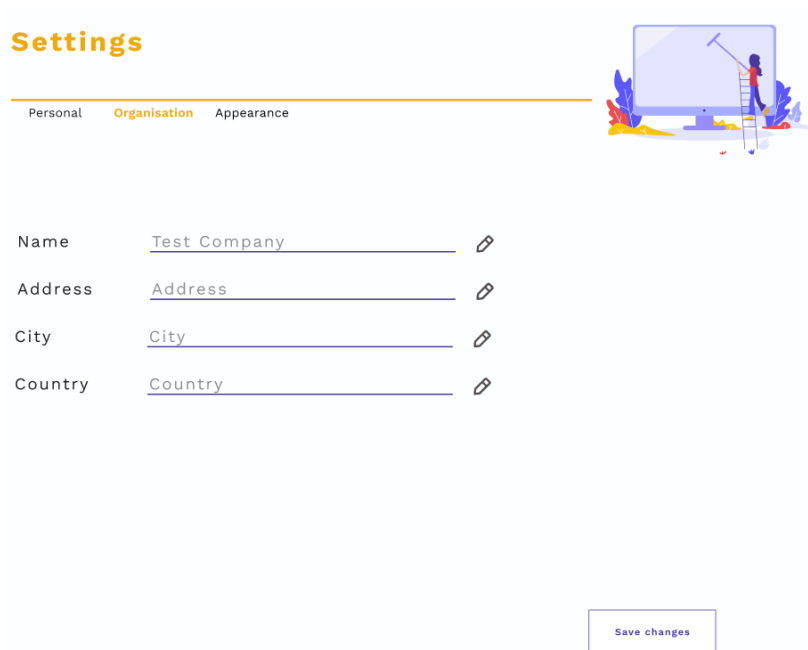 Settings
Personal Organisation Appearance
Name Test Company
Address Address
City City
Country Country
Save changes